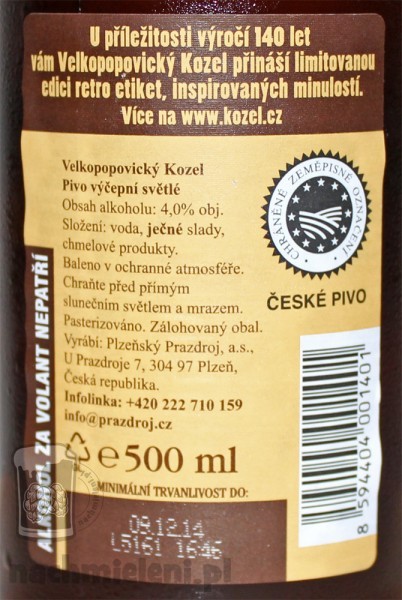 U příležitosti výročí 140 let
vám Velkopopovický Kozel přináší limitovanou
edici retro etiket, inspirovaných minulostí.
Více na www.kozel.cz
Velkopopovický Kozel
Pivo výčepní světlé
Obsah alkoholu: 4,0% obj.
Složení: voda, ječné slady,
chmelové produkty.
Baleno v ochranné atmosféře.
Chraňte před přímým
slunečním světlem a mrazem.
Pasterizováno. Zálohovaný obal.
Vyrábí: Plzeňský Prazdroj, a.s.,
U Prazdroje 7, 304 97 Plzeň,
Česká republika.
Infolinka: +420 222 710 159
info@prazdroj.cz
℮500 ml
MINIMÁLNÍ TRVANLIVOST DO:
09.12.14
L5161 16:46
ALKOHOL ZA VOLANT NEPATŘÍ
CHRÁNĚNÉ ZEMĚPISNÉ OZNAČENÍ
ČESKÉ PIVO
8 594404 001401
nachmieleni.pl